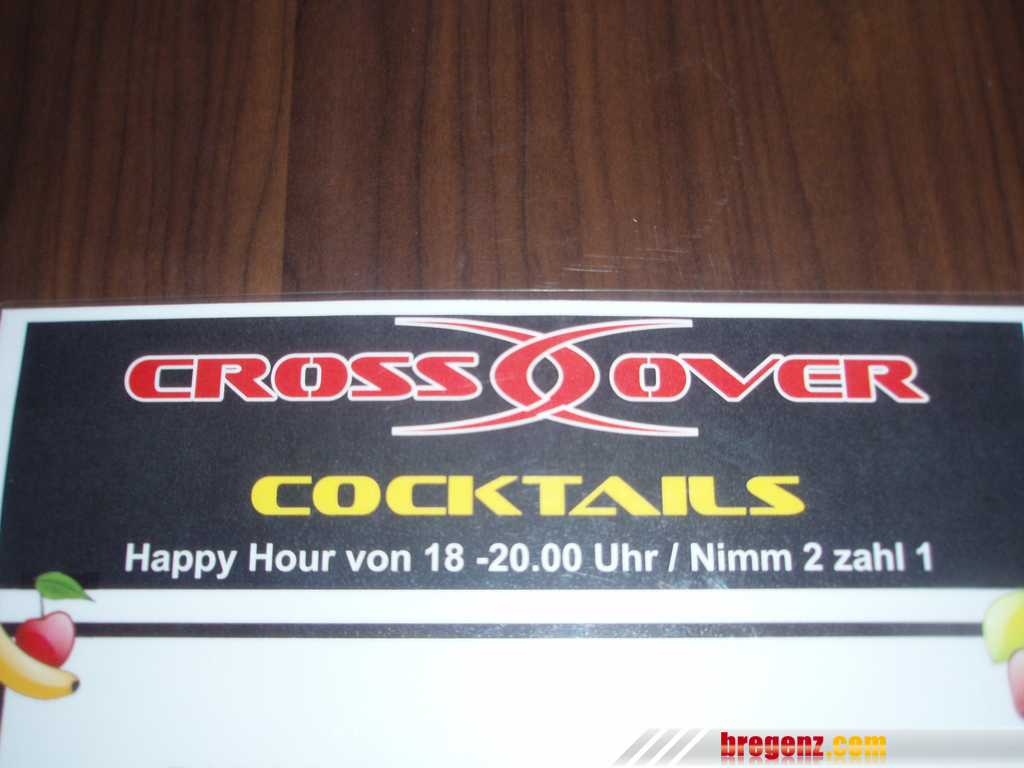 CROSS OVER
COCKTAILS
Happy Hour von 18 -20.00 Uhr / Nimm 2 zahl 1
bregenz.com